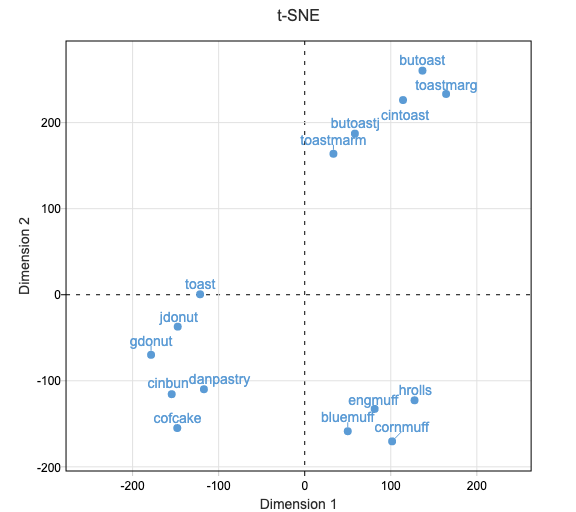 t-SNE
butoast
toastmarg
cintoast
butoastj
toastmarm
toast
jdonut
gdonut
cinbun
danpastry
cofcake
hrolls
engmuff
bluemuff
cornmuff
200
100
0
-100
-200
Dimension 2
-200
-100
0
100
200
Dimension 1